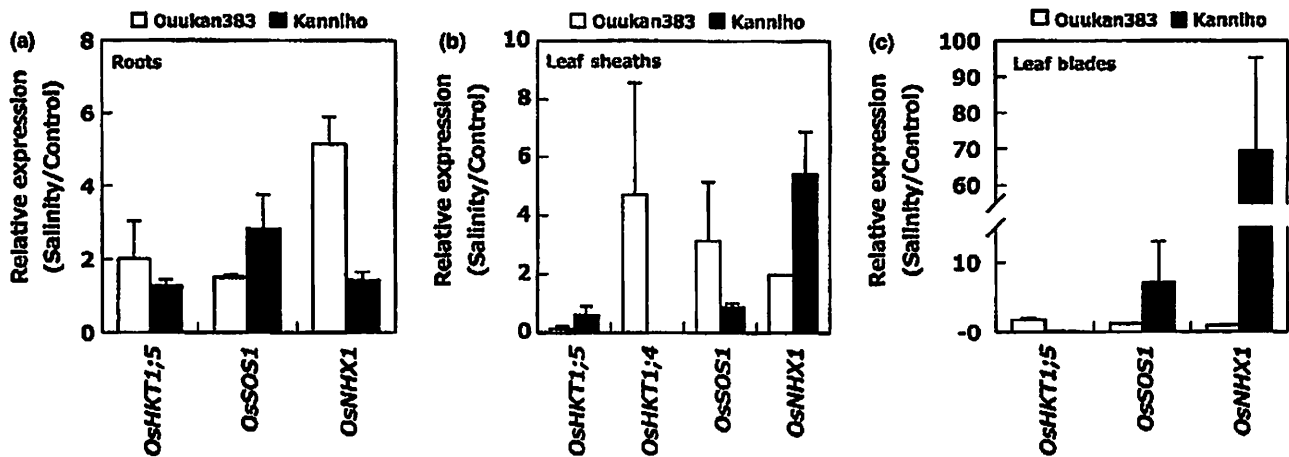 Ouukan383 Kanniho
(a)
Roots
Relative expression
(Salinity/Control)
8
6
4
2
0
OsHKT1;5
OsSOS1
OsNHX1
Ouukan383 Kanniho
(b)
Leaf sheaths
Relative expression
(Salinity/Control)
10
8
6
4
2
0
OsHKT1;5
OsHKT1;4
OsSOS1
OsNHX1
Ouukan383 Kanniho
(c)
Leaf blades
Relative expression
(Salinity/Control)
100
90
80
70
60
10
-0
OsHKT1;5
OsSOS1
OsNHX1